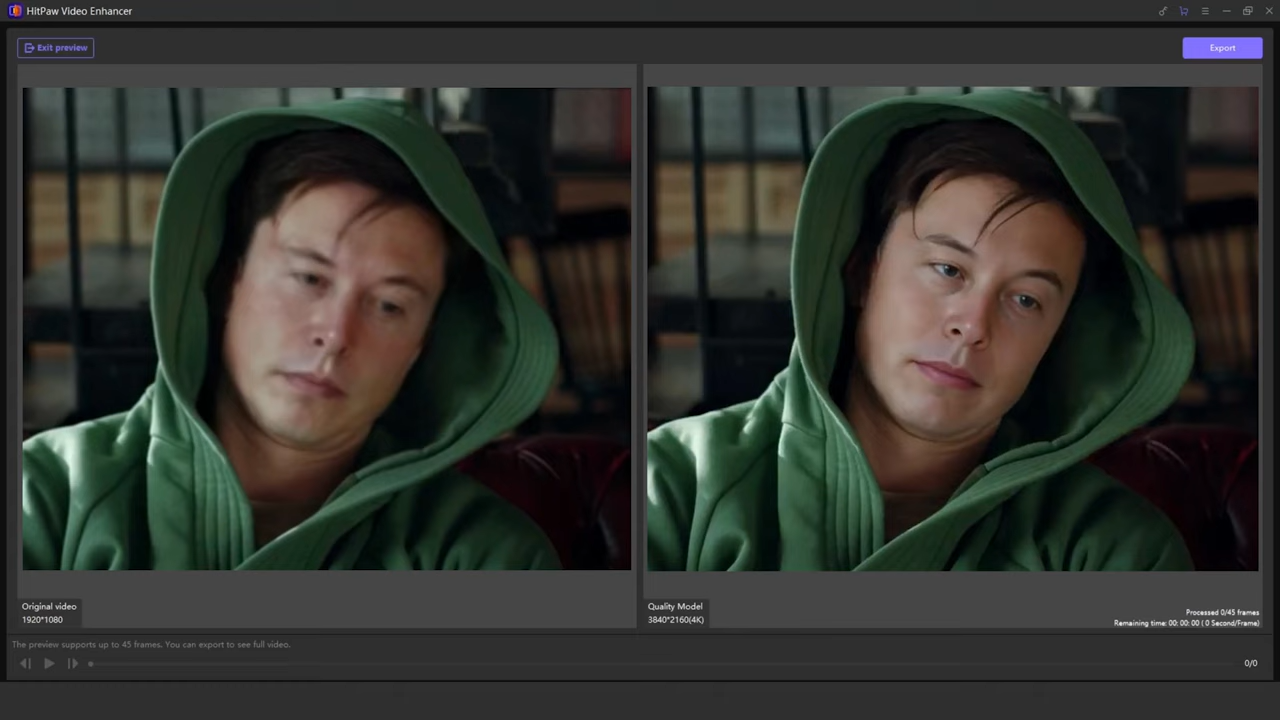 HitPaw Video Enhancer
Exit preview
Export
Original video
1920*1080
Quality Model
3840*2160(4K)
Processed 0/45 frames
Remaining time: 00: 00: 00 ( 0 Second/Frame)
The preview supports up to 45 frames. You can export to see full video.
0/0